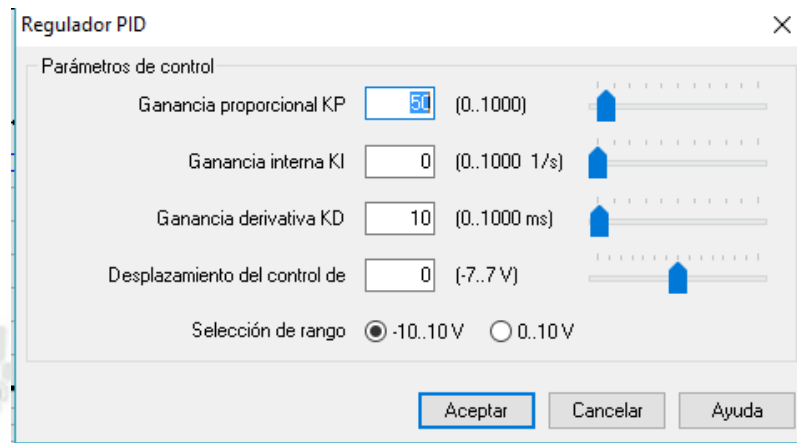 Regulador PID
Parámetros de control
Ganancia proporcional KP 50 (0..1000)
Ganancia interna KI 0 (0..1000 1/s)
Ganancia derivativa KD 10 (0..1000 ms)
Desplazamiento del control de 0 (-7..7 V)
Selección de rango -10..10 V 0..10 V
Aceptar Cancelar Ayuda